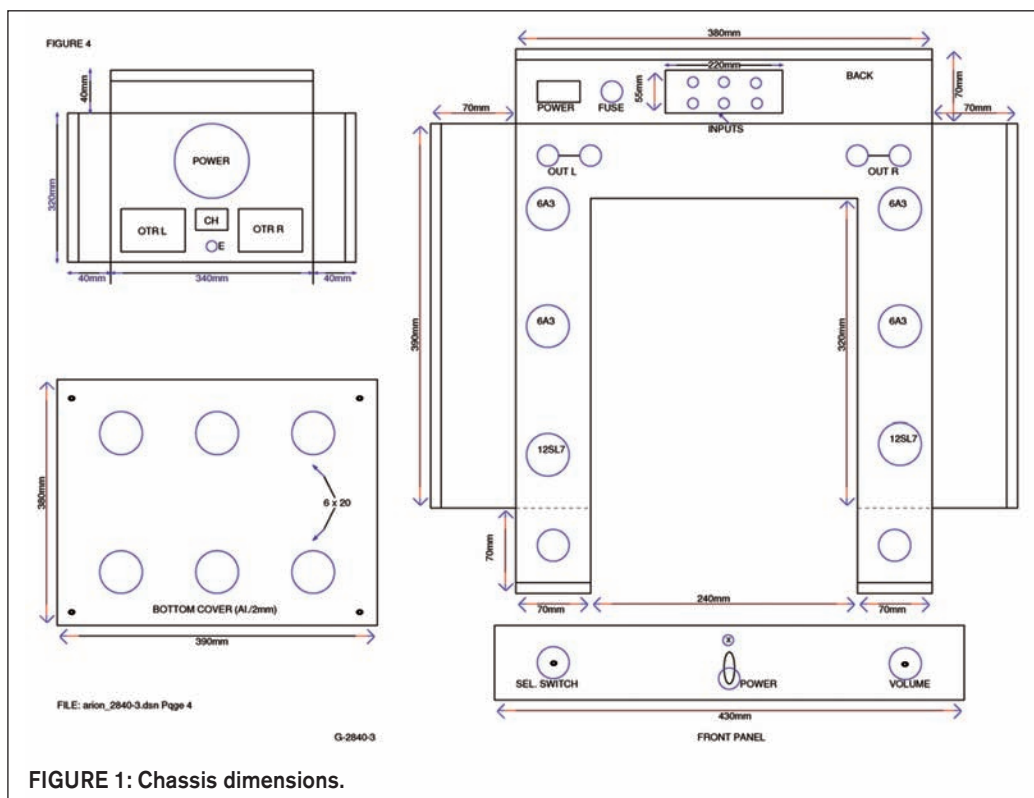 FIGURE 4
40mm
320mm
POWER
OTR L
CH
OTR R
E
40mm
340mm
40mm
380mm
6 x 20
BOTTOM COVER (Al./2mm)
390mm
FILE: arion_2840-3.dsn Pqge 4
G-2840-3
380mm
220mm
BACK
55mm
70mm
POWER
FUSE
INPUTS
70mm
70mm
OUT L
OUT R
6A3
6A3
6A3
6A3
390mm
320mm
12SL7
12SL7
70mm
70mm
240mm
70mm
x
SEL. SWITCH
POWER
VOLUME
430mm
FRONT PANEL
FIGURE 1: Chassis dimensions.